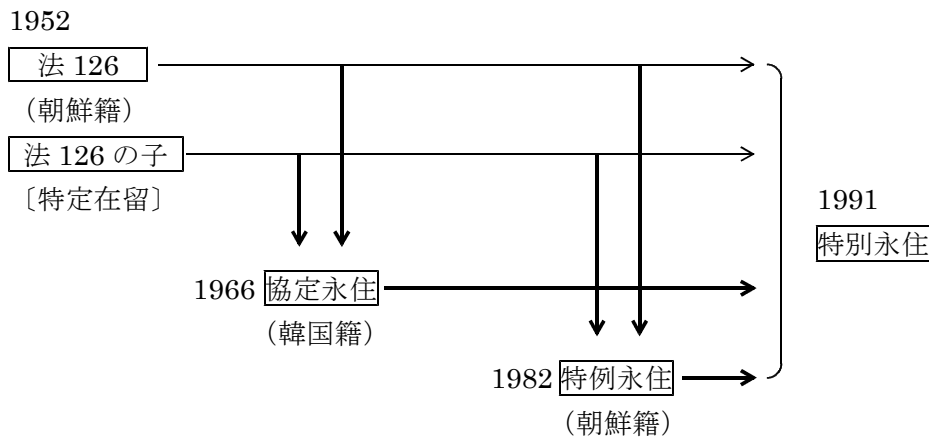 1952
法 126
（朝鮮籍）
法 126 の子
〔特定在留〕
1991
特別永住
1966 協定永住
（韓国籍）
1982 特例永住
（朝鮮籍）